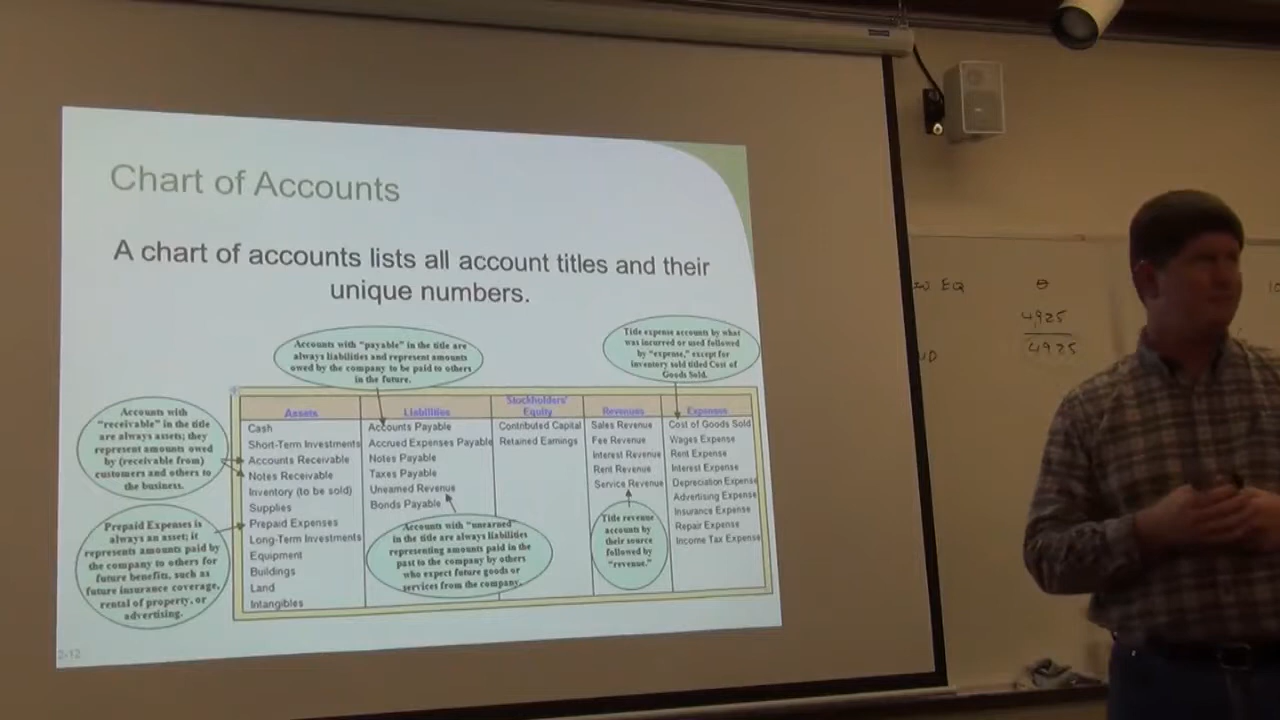 Chart of Accounts
A chart of accounts lists all account titles and their
unique numbers.
Accounts with “payable” in the title are
always liabilities and represent amounts
owed by the company to be paid to others
in the future.
Title expense accounts by what
was incurred or used followed
by “expense,” except for
inventory sold titled Cost of
Goods Sold.
Accounts with
“receivable” in the title
are always assets; they
represent amounts owed
by (receivable from)
customers and others to
the business.
Prepaid Expenses is
always an asset; it
represents amounts paid by
the company to others for
future benefits, such as
future insurance coverage,
rental of property, or
advertising.
Assets
Cash
Short-Term Investments
Accounts Receivable
Notes Receivable
Inventory (to be sold)
Supplies
Prepaid Expenses
Long-Term Investments
Equipment
Buildings
Land
Intangibles
Liabilities
Accounts Payable
Accrued Expenses Payable
Notes Payable
Taxes Payable
Unearned Revenue
Bonds Payable
Accounts with “unearned
in the title are always liabilities
representing amounts paid in the
past to the company by others
who expect future goods or
services from the company.
Stockholders'
Equity
Contributed Capital
Retained Earnings
Revenues
Sales Revenue
Fee Revenue
Interest Revenue
Rent Revenue
Service Revenue
Title revenue
accounts by
their source
followed by
“revenue.”
Expenses
Cost of Goods Sold
Wages Expense
Rent Expense
Interest Expense
Depreciation Expense
Advertising Expense
Insurance Expense
Repair Expense
Income Tax Expense
2-12
EQ
4925
4925